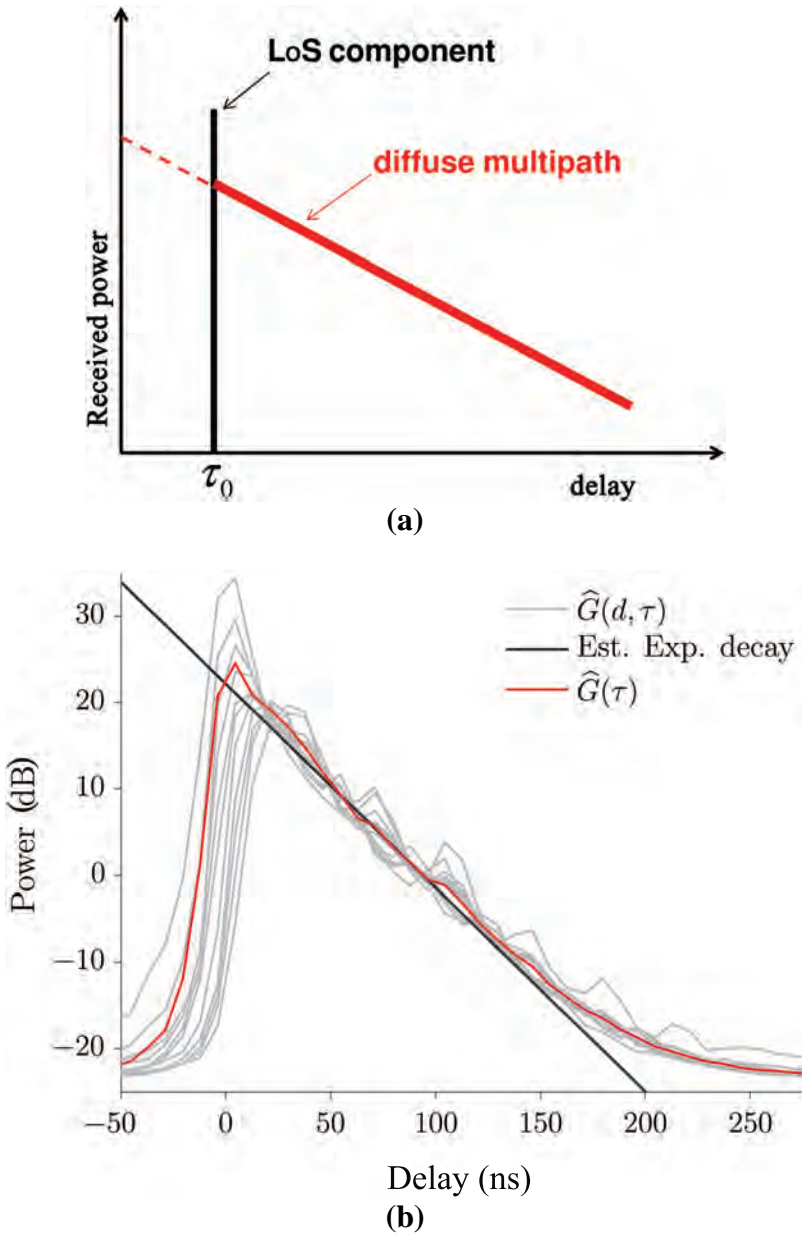 LoS component
diffuse multipath
Received power
τ₀
delay
(a)
30
20
10
0
−10
−20
Power (dB)
Ĝ(d, τ)
Est. Exp. decay
Ĝ(τ)
−50 0 50 100 150 200 250
Delay (ns)
(b)